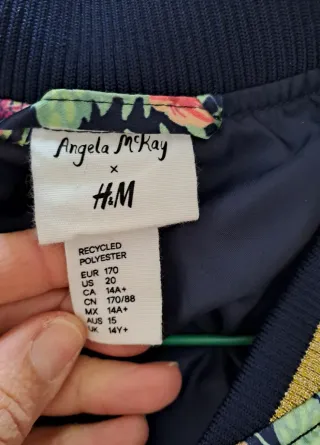 Angela McKay
×
H&M
RECYCLED
POLYESTER
EUR 170
US 20
CA 14A+
CN 170/88
MX 14A+
AUS 15
UK 14Y+